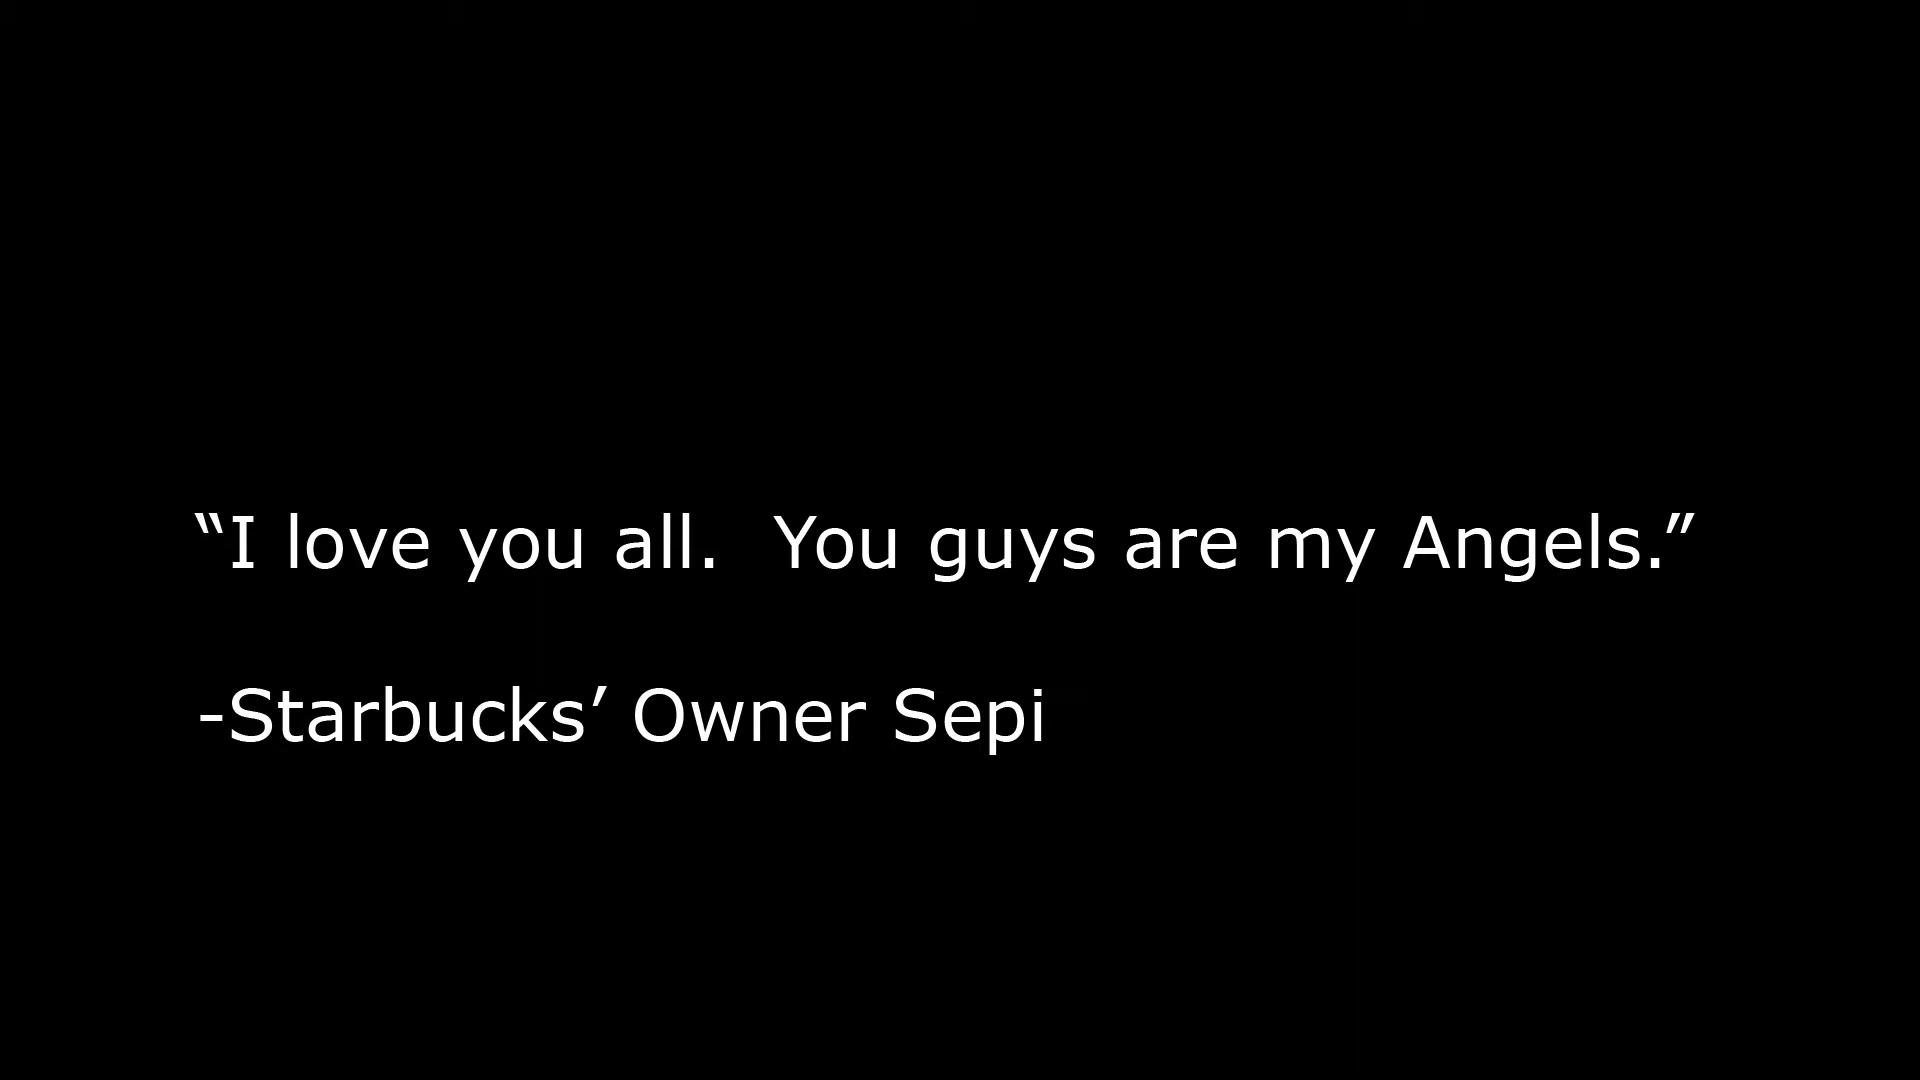 “I love you all.  You guys are my Angels.”
-Starbucks’ Owner Sepi